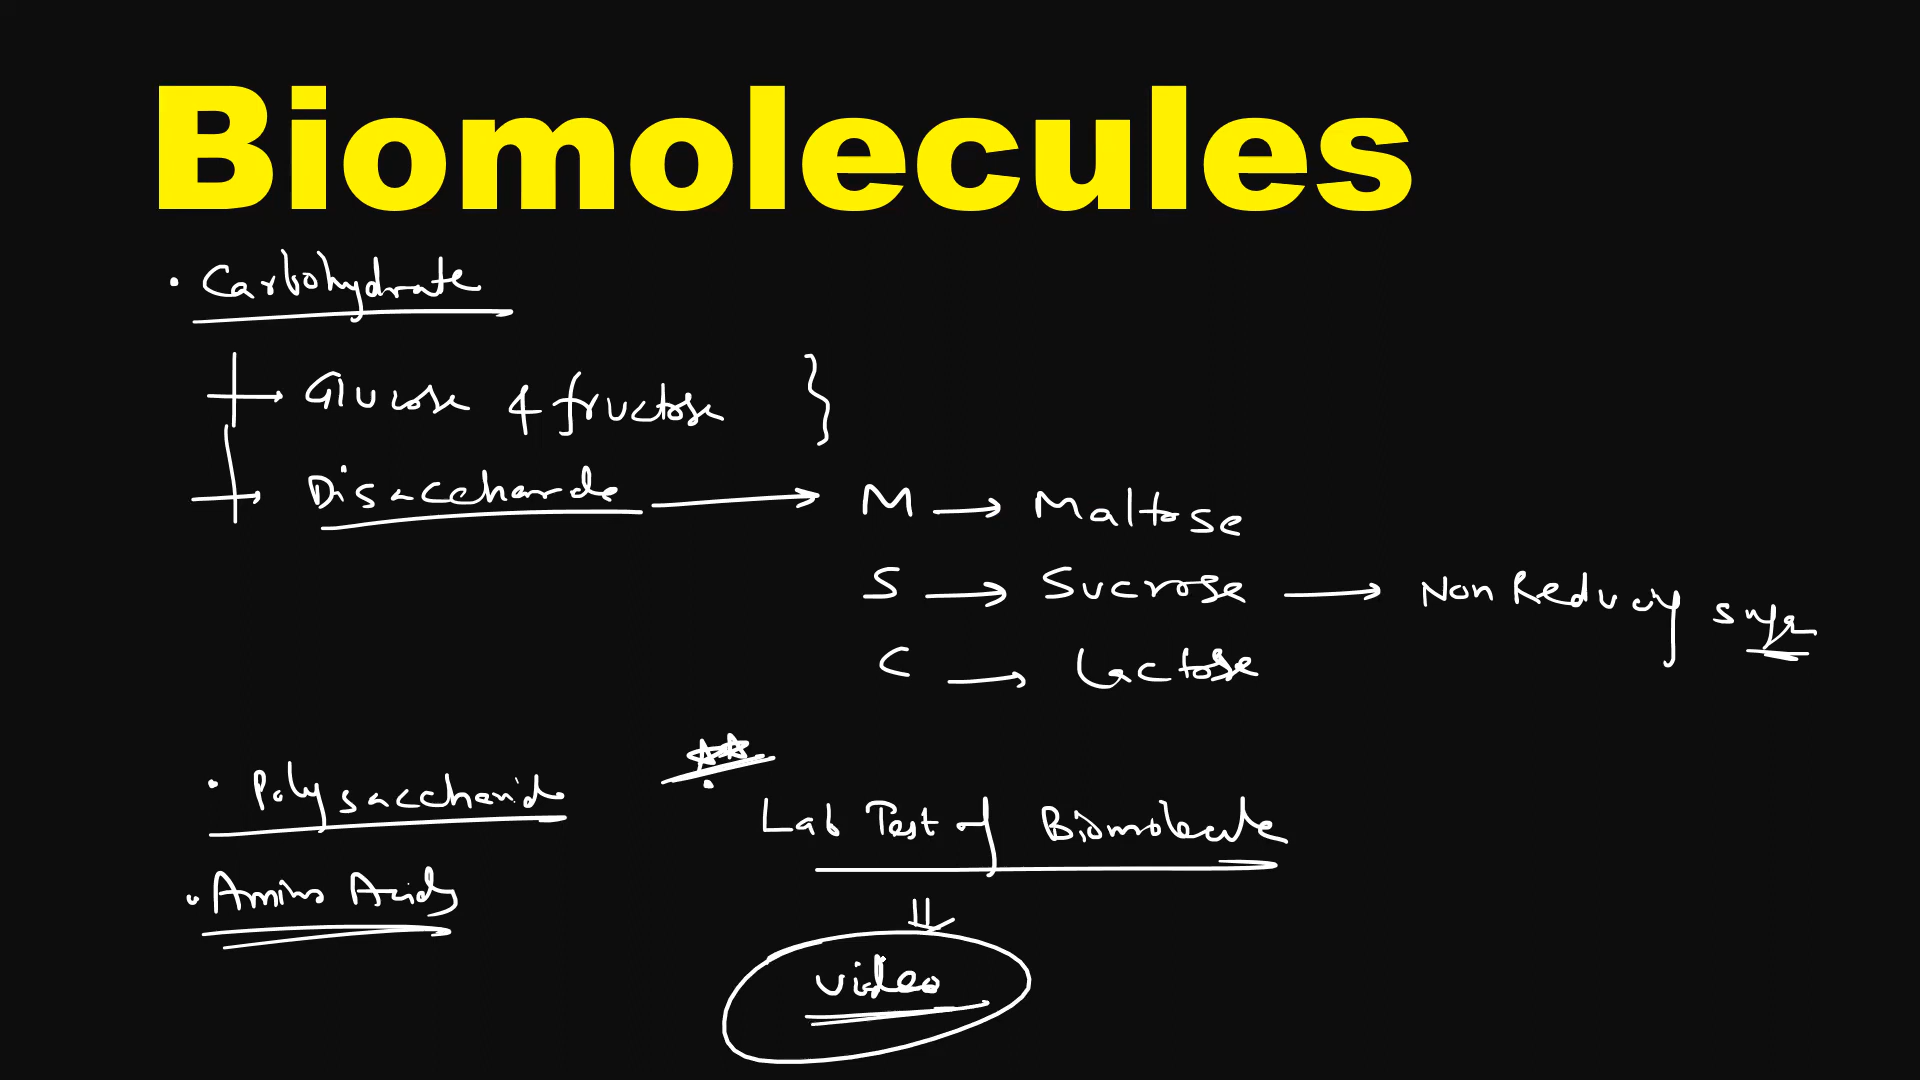 Biomolecules
• Carbohydrate
→ Glucose & fructose }
→ Disaccharide → M → Maltose
S → Sucrose → Non Reducing sugar
C → Lactose
• Polysaccharide
• Amino Acids
Lab Test of Biomolecule
video